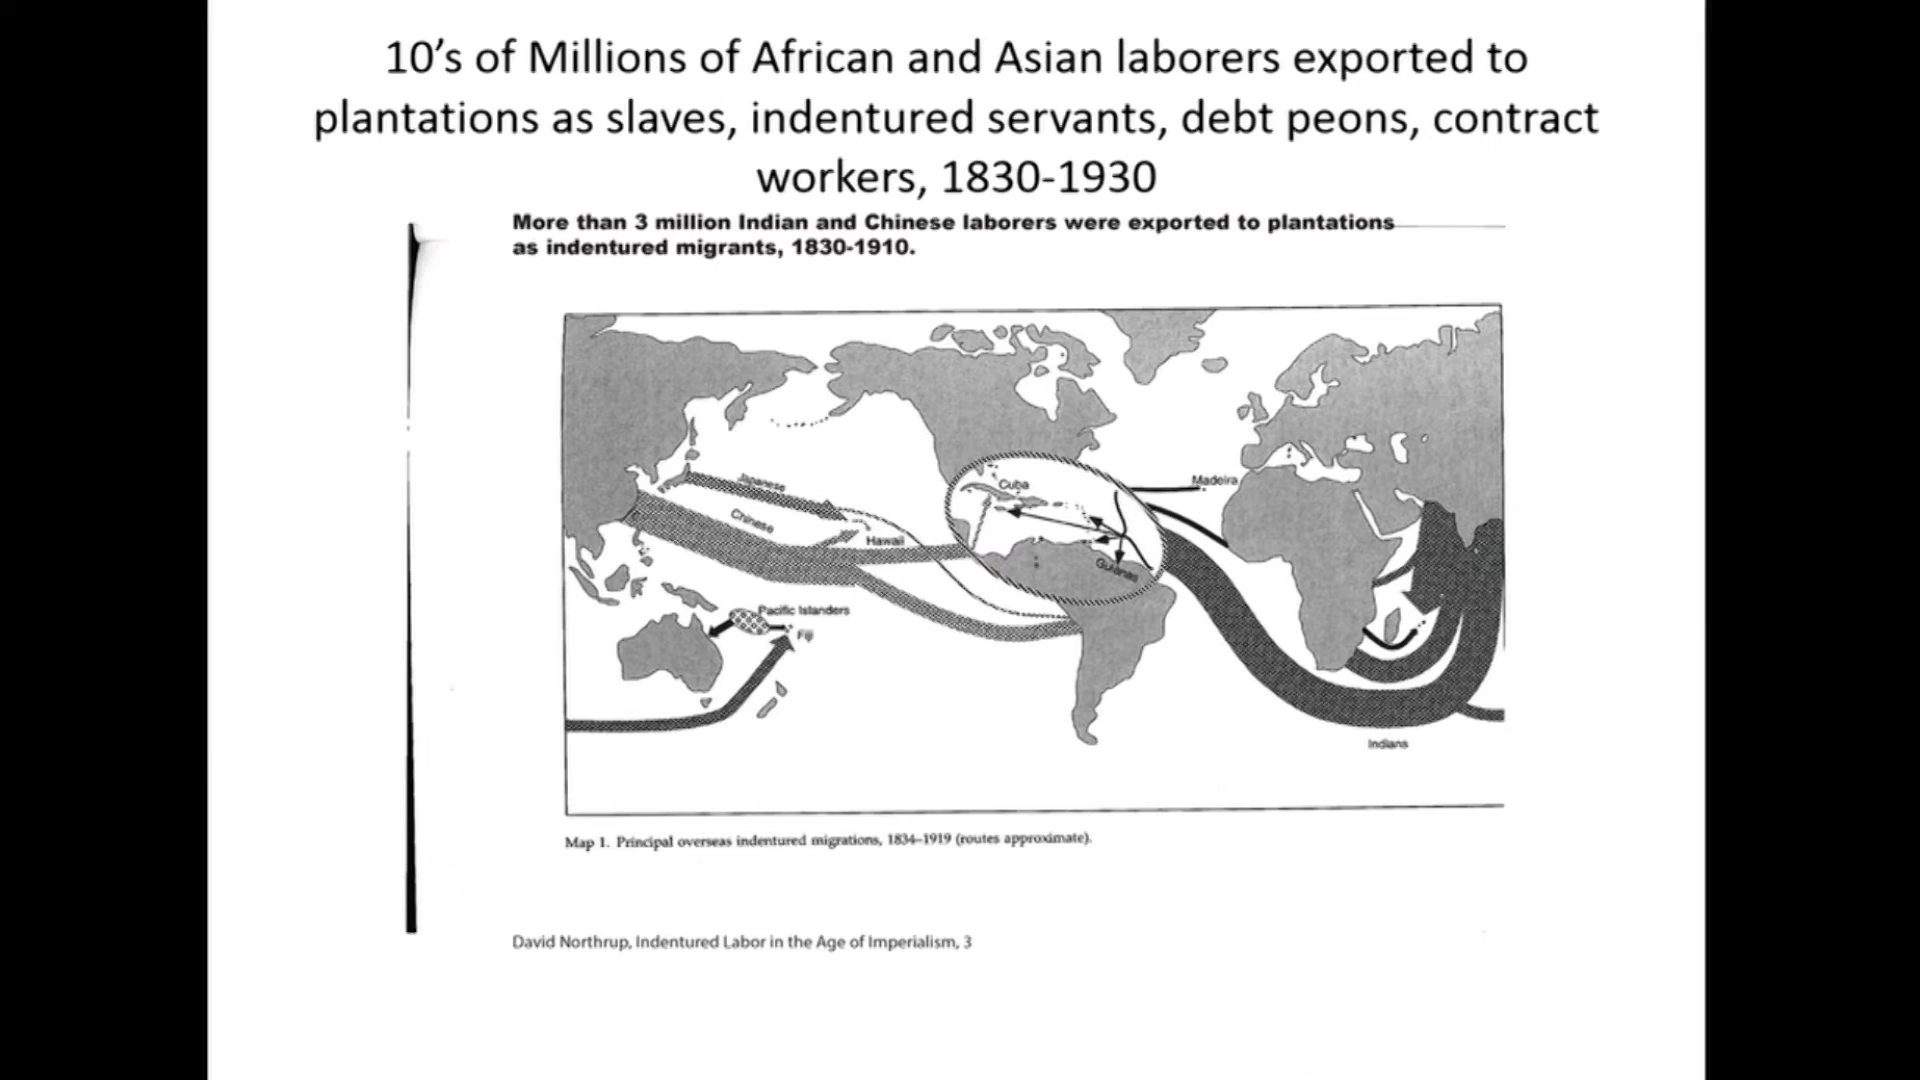 10’s of Millions of African and Asian laborers exported to
plantations as slaves, indentured servants, debt peons, contract
workers, 1830-1930
More than 3 million Indian and Chinese laborers were exported to plantations
as indentured migrants, 1830-1910.
Japanese
Chinese
Hawaii
Cuba
Madeira
Guianas
Pacific Islanders
Fiji
Indians
Map 1. Principal overseas indentured migrations, 1834–1919 (routes approximate).
David Northrup, Indentured Labor in the Age of Imperialism, 3